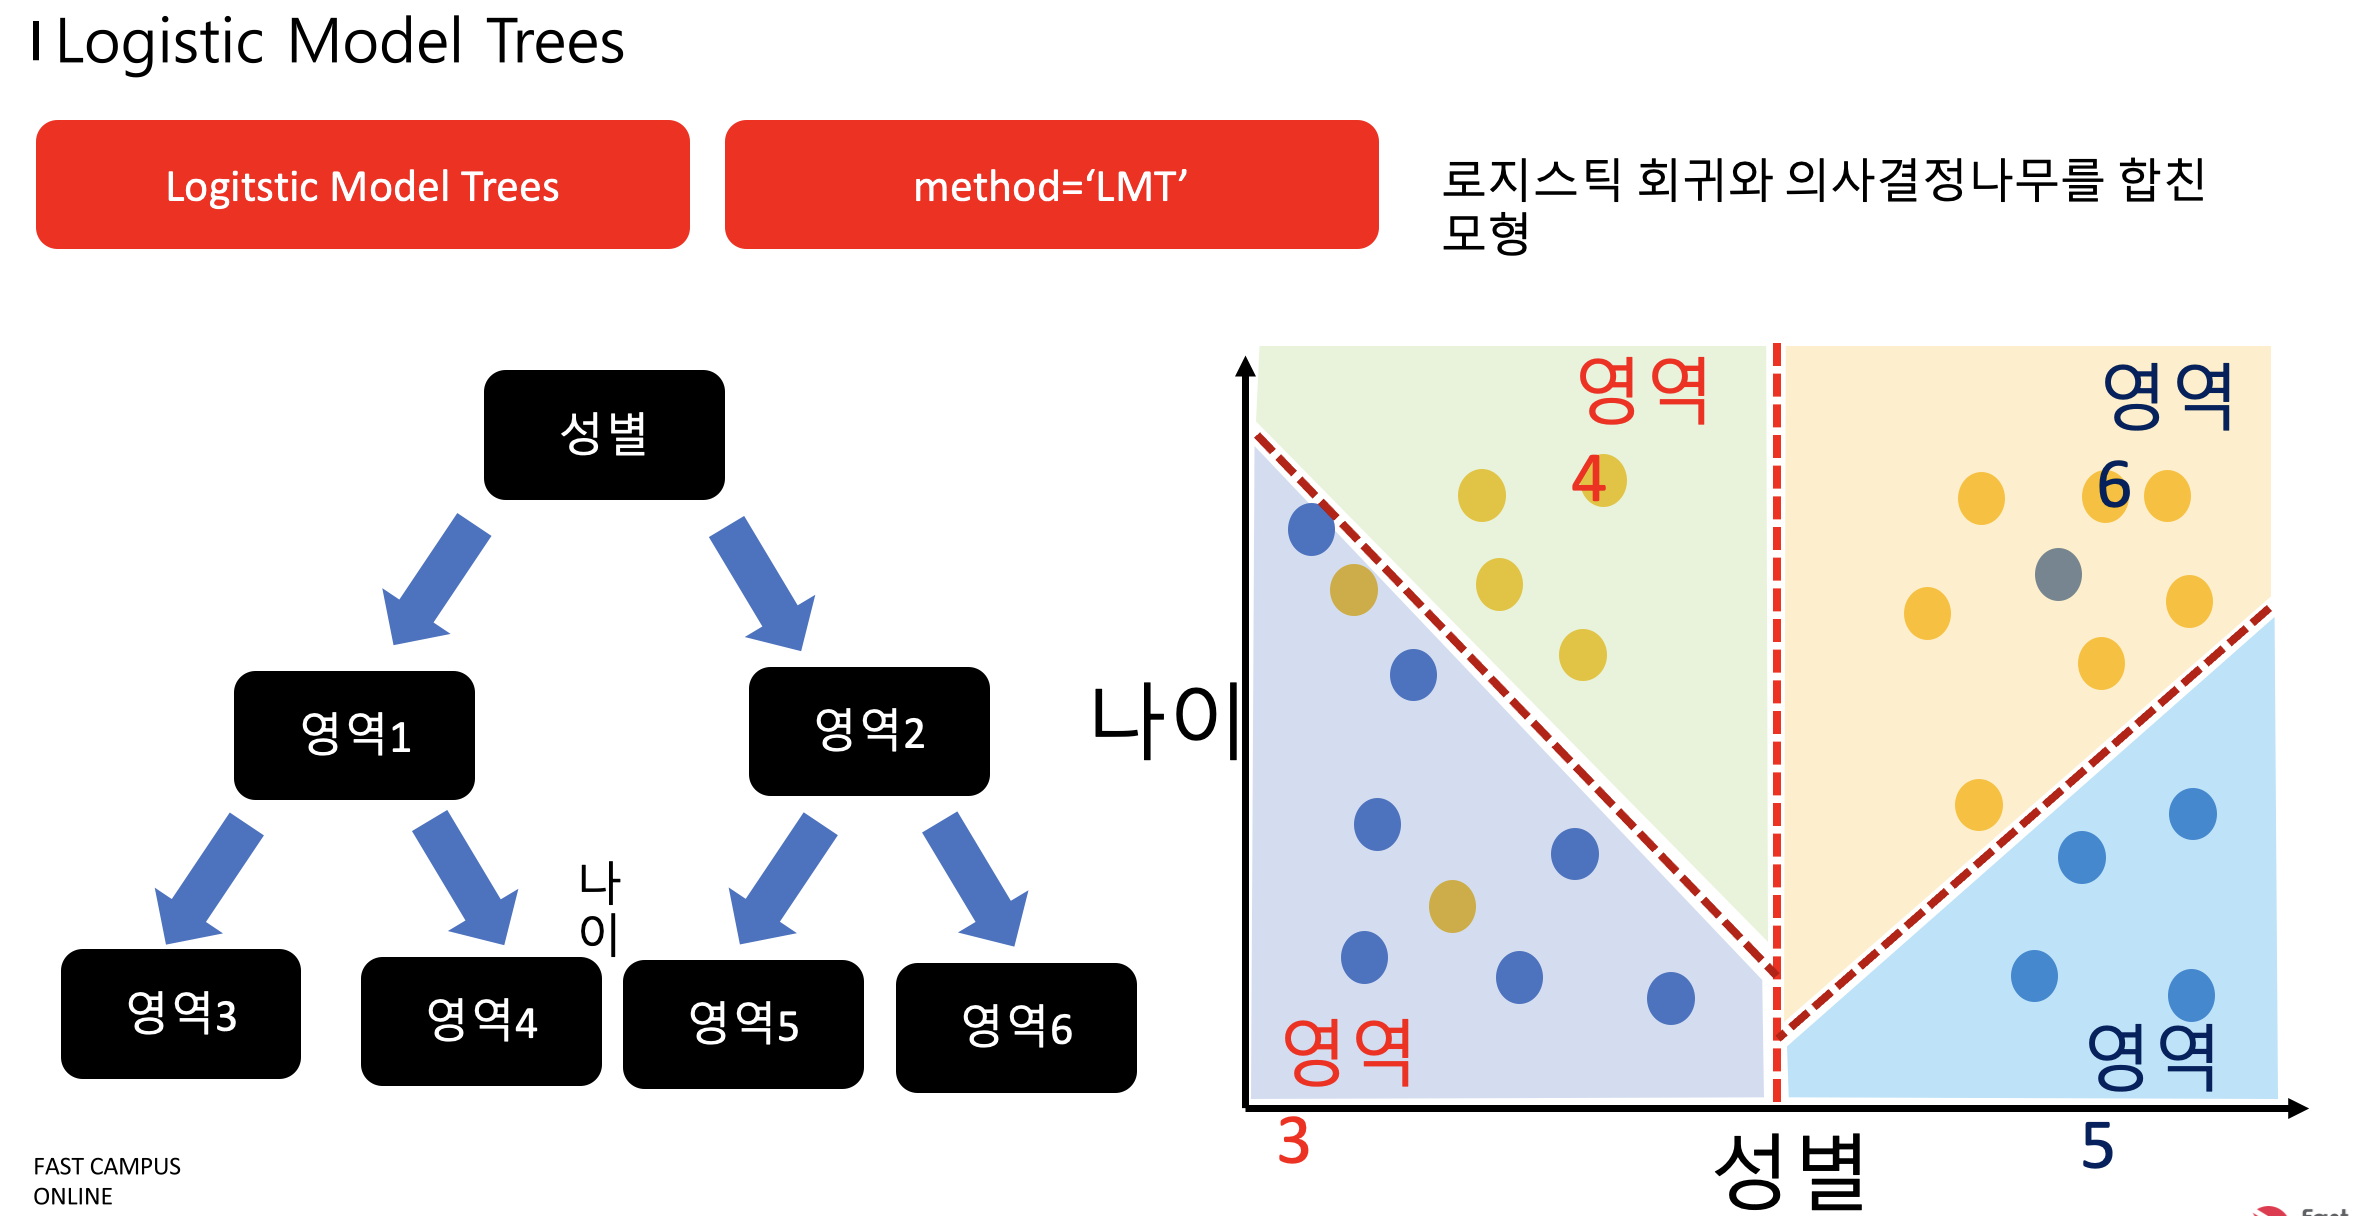 Logistic Model Trees
Logitstic Model Trees
method=‘LMT’
로지스틱 회귀와 의사결정나무를 합친
모형
성별
영역1
영역2
나
이
영역3
영역4
영역5
영역6
영역
4
영역
6
나이
영역
3
영역
5
성별
FAST CAMPUS
ONLINE